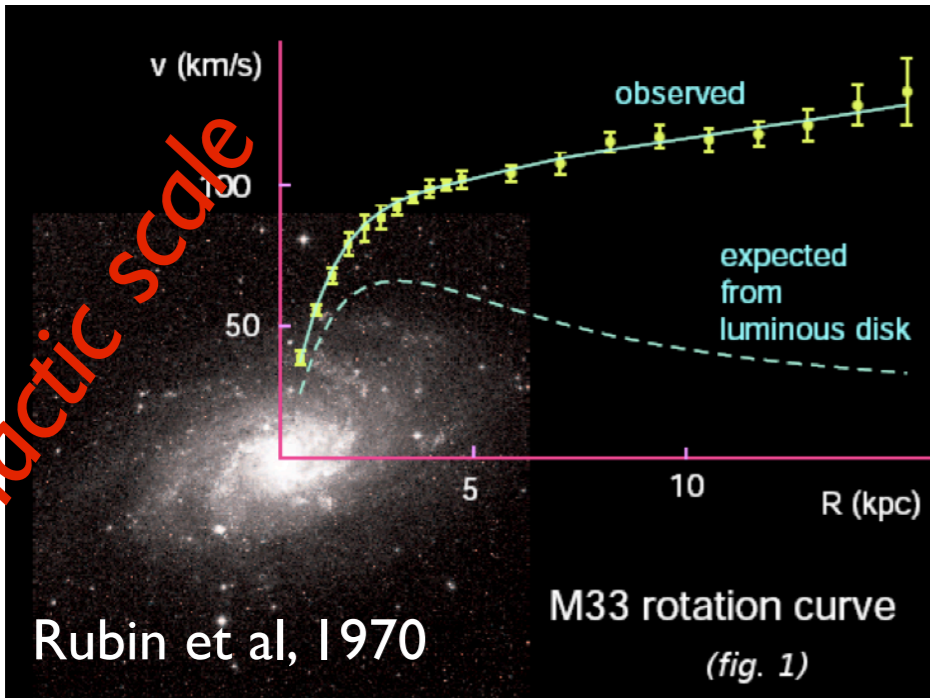 v (km/s)
observed
100
scale
expected
from
luminous disk
50
5
10
R (kpc)
M33 rotation curve
(fig. 1)
Rubin et al, 1970